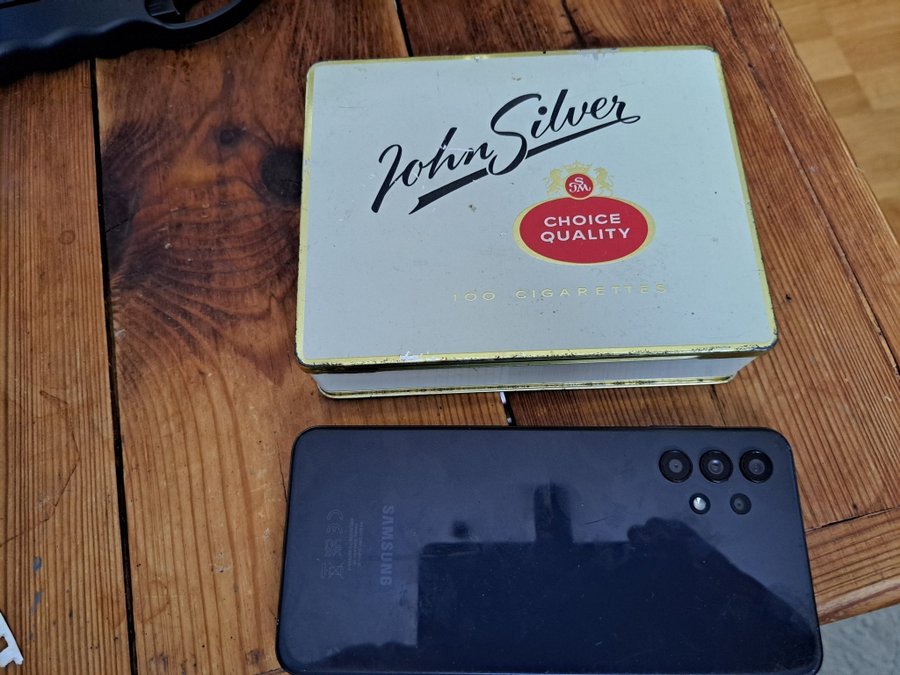 John Silver
SM
CHOICE
QUALITY
100 CIGARETTES
SAMSUNG